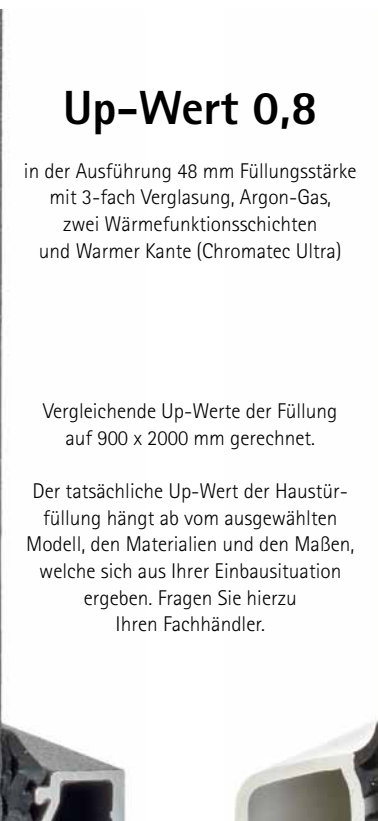 Up-Wert 0,8
in der Ausführung 48 mm Füllungsstärke
mit 3-fach Verglasung, Argon-Gas,
zwei Wärmefunktionsschichten
und Warmer Kante (Chromatec Ultra)
Vergleichende Up-Werte der Füllung
auf 900 x 2000 mm gerechnet.
Der tatsächliche Up-Wert der Haustür-
füllung hängt ab vom ausgewählten
Modell, den Materialien und den Maßen,
welche sich aus Ihrer Einbausituation
ergeben. Fragen Sie hierzu
Ihren Fachhändler.